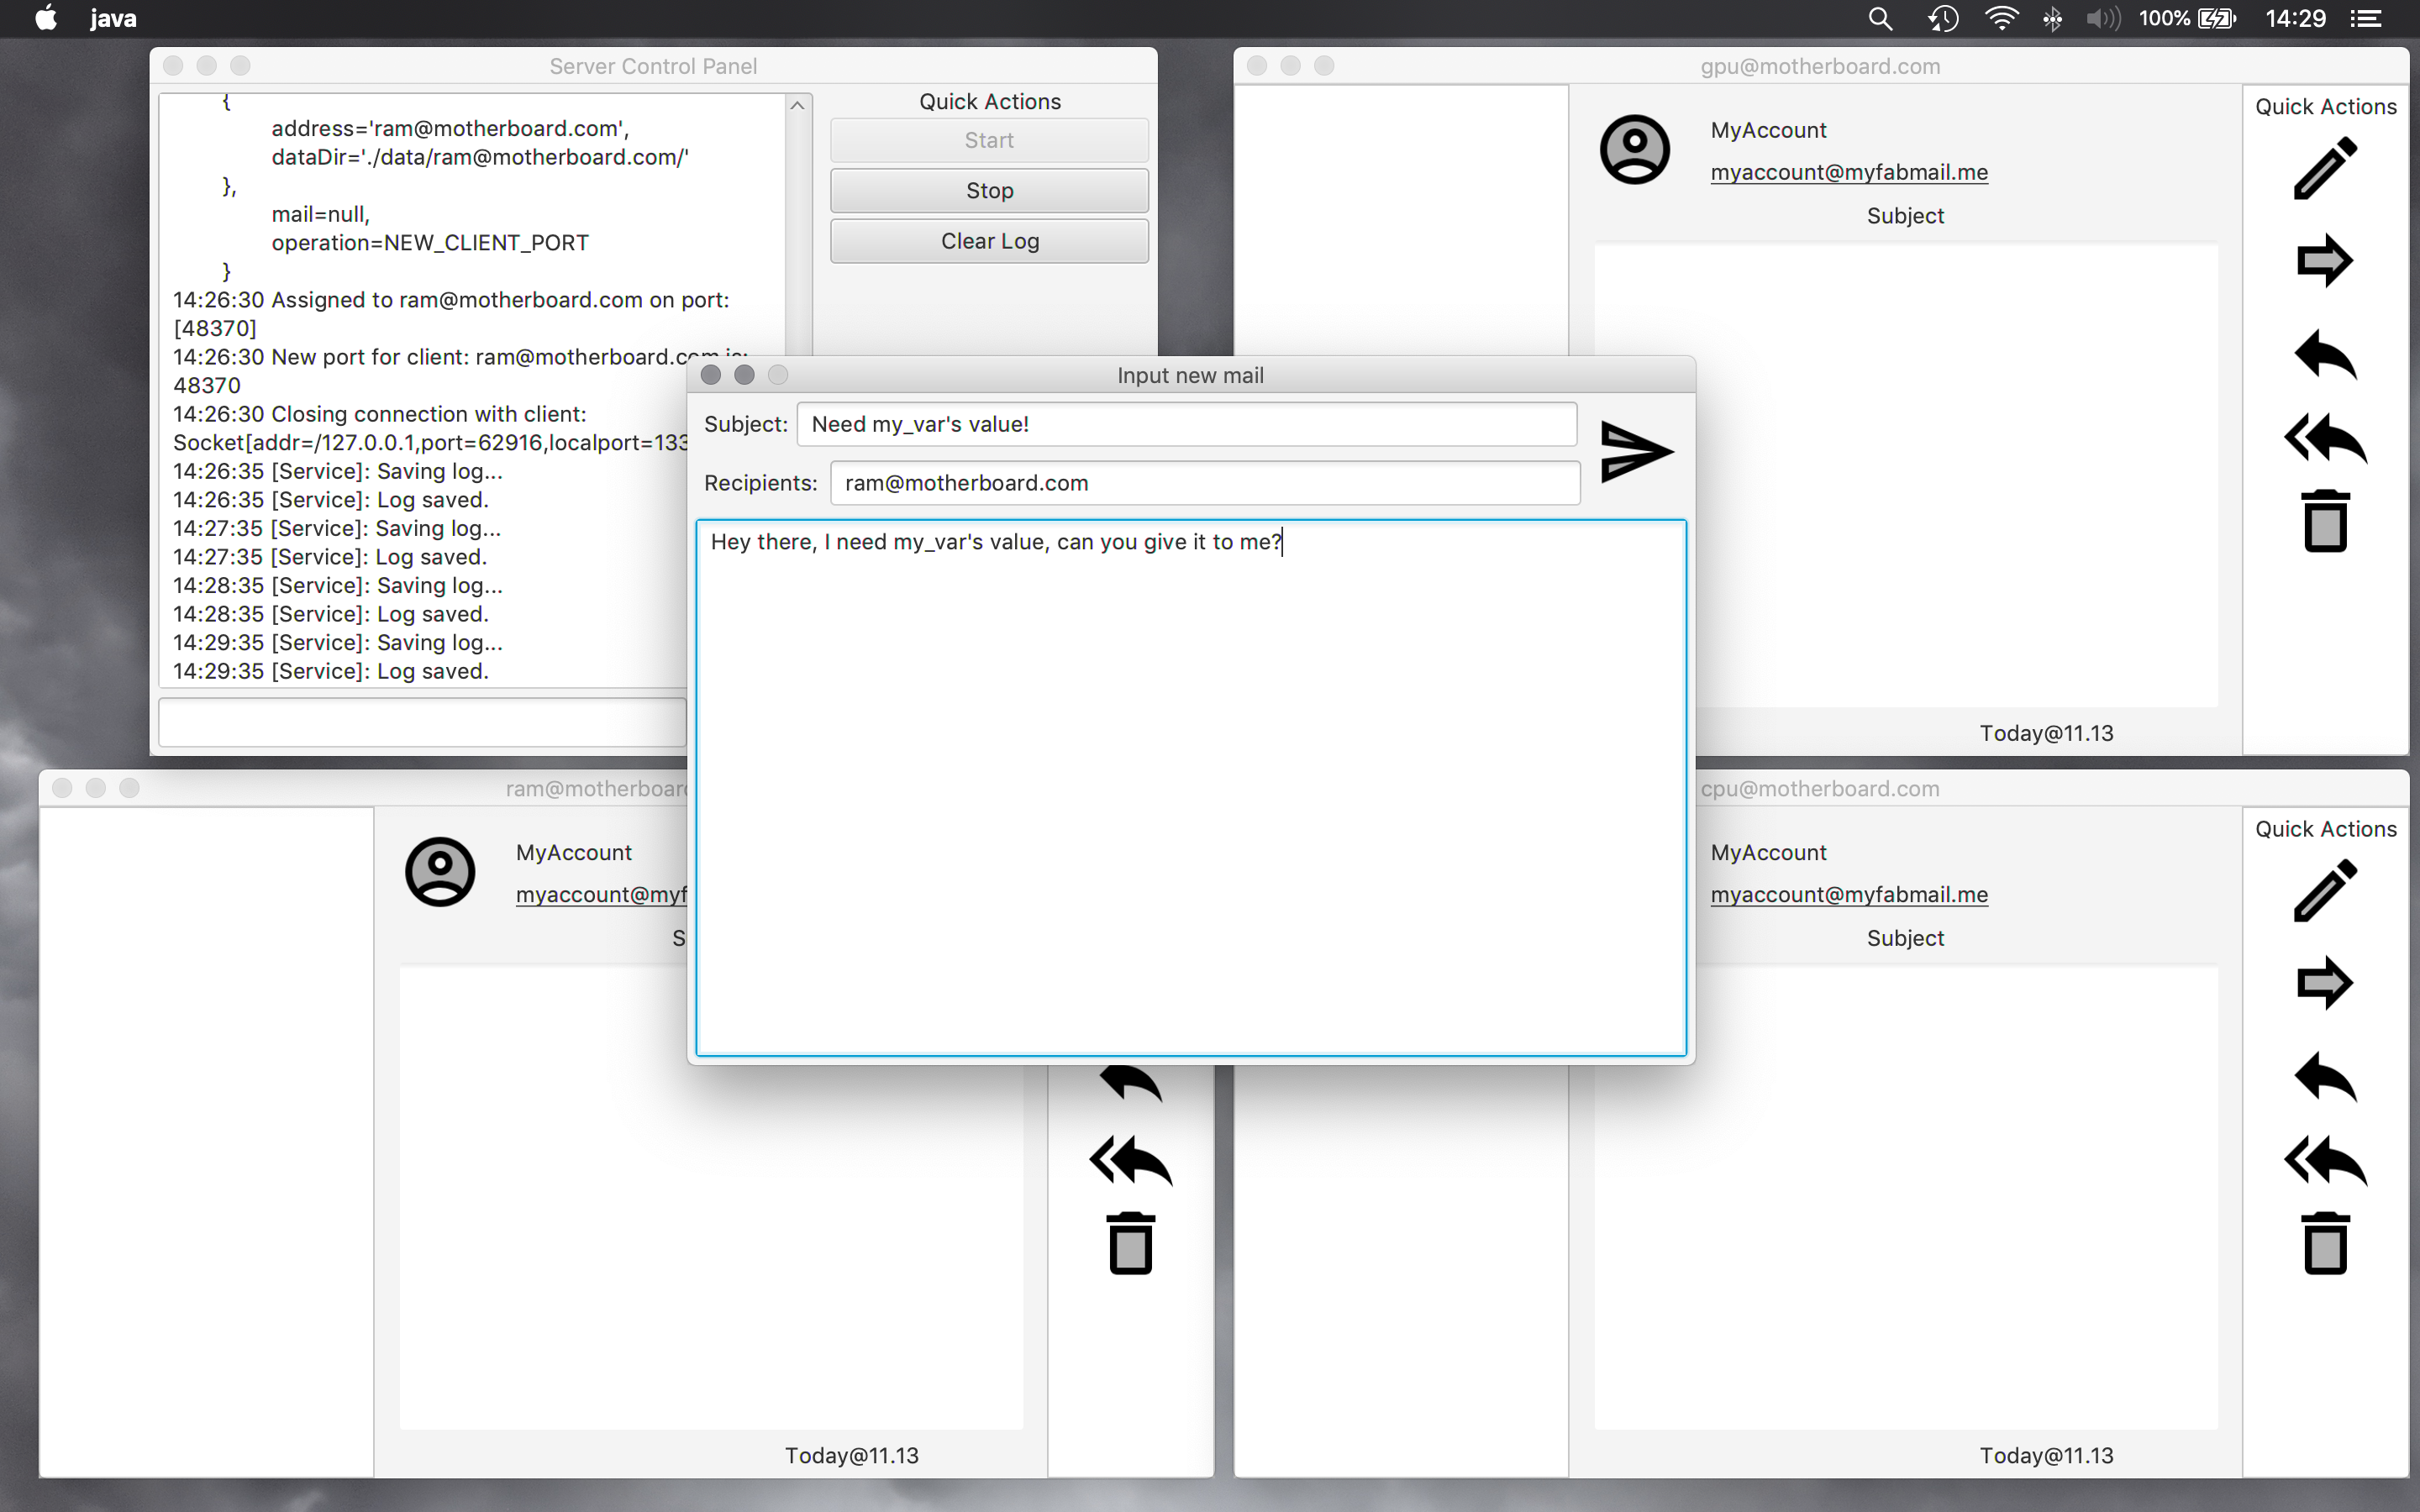 java
100%
14:29
Server Control Panel
{
address='ram@motherboard.com',
dataDir='./data/ram@motherboard.com/'
},
mail=null,
operation=NEW_CLIENT_PORT
}
14:26:30 Assigned to ram@motherboard.com on port:
[48370]
14:26:30 New port for client: ram@motherboard.com is:
48370
14:26:30 Closing connection with client:
Socket[addr=/127.0.0.1,port=62916,localport=133
14:26:35 [Service]: Saving log...
14:26:35 [Service]: Log saved.
14:27:35 [Service]: Saving log...
14:27:35 [Service]: Log saved.
14:28:35 [Service]: Saving log...
14:28:35 [Service]: Log saved.
14:29:35 [Service]: Saving log...
14:29:35 [Service]: Log saved.
Quick Actions
Start
Stop
Clear Log
gpu@motherboard.com
MyAccount
myaccount@myfabmail.me
Subject
Today@11.13
Quick Actions
Input new mail
Subject: Need my_var's value!
Recipients: ram@motherboard.com
Hey there, I need my_var's value, can you give it to me?
ram@motherboard
MyAccount
myaccount@myf
S
Today@11.13
cpu@motherboard.com
MyAccount
myaccount@myfabmail.me
Subject
Today@11.13
Quick Actions